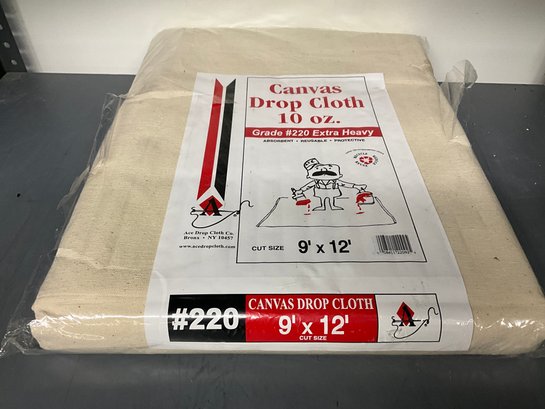 Canvas
Drop Cloth
10 oz.
Grade #220 Extra Heavy
ABSORBENT • REUSABLE • PROTECTIVE
Ace Drop Cloth Co.
Bronx • NY 10457
www.acedropcloth.com
CUT SIZE 9' x 12'
#220
CANVAS DROP CLOTH
9' x 12'
CUT SIZE